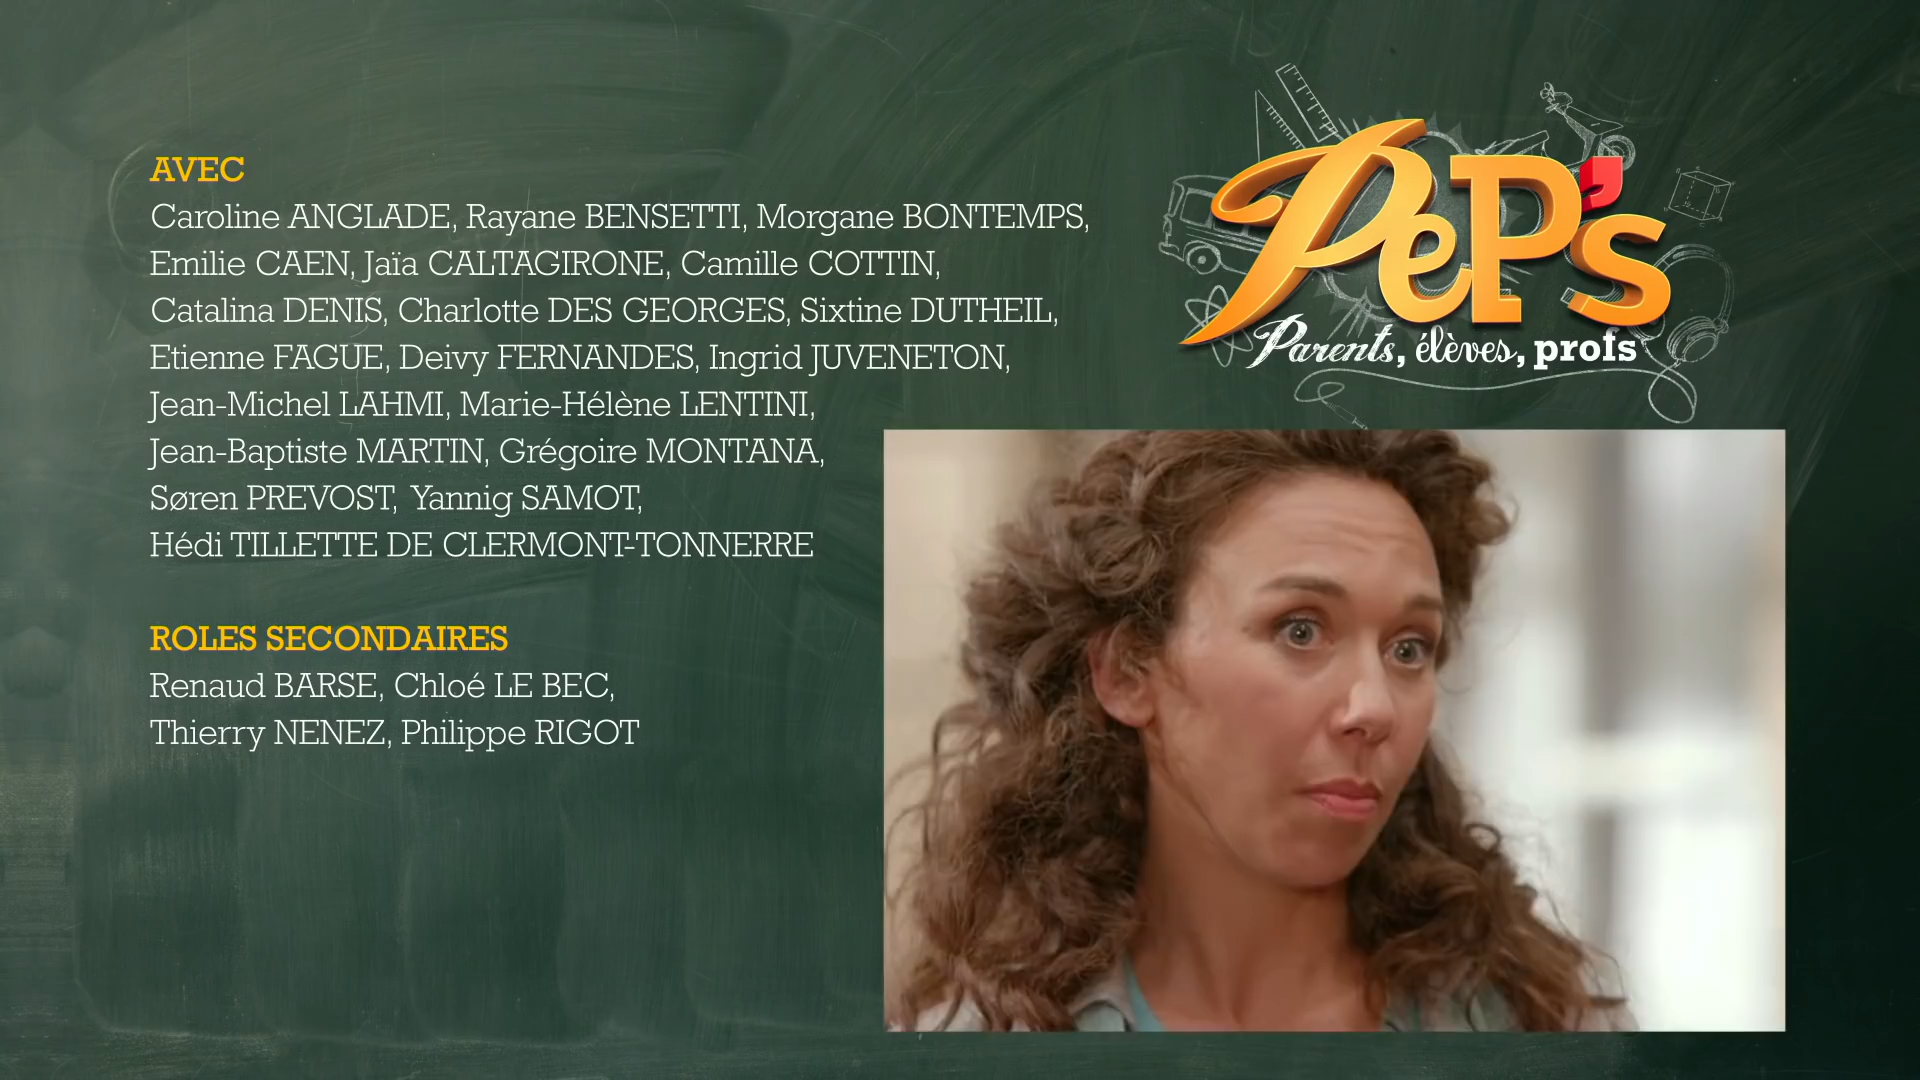 AVEC
Caroline ANGLADE, Rayane BENSETTI, Morgane BONTEMPS,
Emilie CAEN, Jaïa CALTAGIRONE, Camille COTTIN,
Catalina DENIS, Charlotte DES GEORGES, Sixtine DUTHEIL,
Etienne FAGUE, Deivy FERNANDES, Ingrid JUVENETON,
Jean-Michel LAHMI, Marie-Hélène LENTINI,
Jean-Baptiste MARTIN, Grégoire MONTANA,
Søren PREVOST, Yannig SAMOT,
Hédi TILLETTE DE CLERMONT-TONNERRE
ROLES SECONDAIRES
Renaud BARSE, Chloé LE BEC,
Thierry NENEZ, Philippe RIGOT
PeP's
Parents, élèves, profs